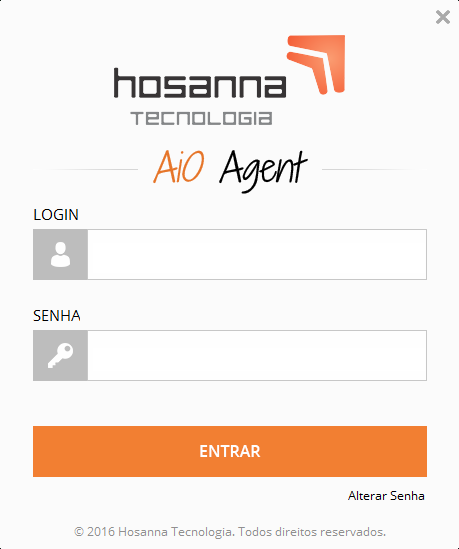 hosanna
TECNOLOGIA
AiO Agent
LOGIN
SENHA
ENTRAR
Alterar Senha
© 2016 Hosanna Tecnologia. Todos direitos reservados.